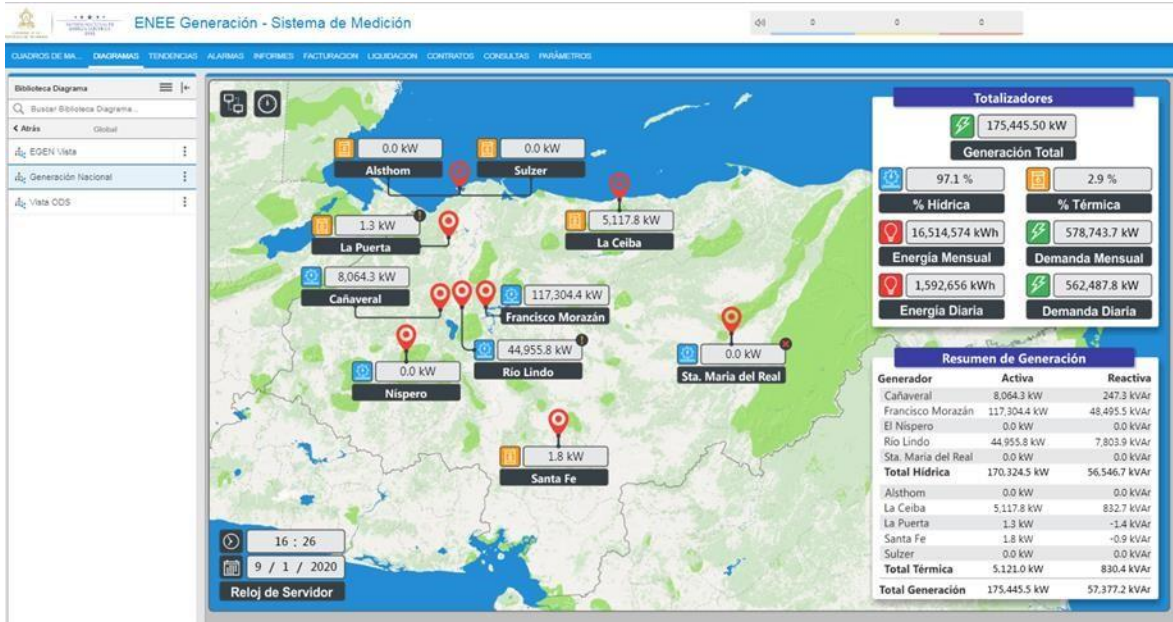 ENEE Generación - Sistema de Medición
0 0 0
CUADROS DE MA... DIAGRAMAS TENDENCIAS ALARMAS INFORMES FACTURACION LIQUIDACION CONTRATOS CONSULTAS PARÁMETROS
Biblioteca Diagrama
Buscar Biblioteca Diagrama...
Atrás Global
EGEN Vista
Generación Nacional
Vista ODS
0.0 kW
Alsthom
0.0 kW
Sulzer
1.3 kW
La Puerta
5,117.8 kW
La Ceiba
8,064.3 kW
Cañaveral
117,304.4 kW
Francisco Morazán
44,955.8 kW
Río Lindo
0.0 kW
Níspero
0.0 kW
Sta. Maria del Real
1.8 kW
Santa Fe
16 : 26
9 / 1 / 2020
Reloj de Servidor
Totalizadores
175,445.50 kW
Generación Total
97.1 % 2.9 %
% Hídrica % Térmica
16,514,574 kWh 578,743.7 kW
Energía Mensual Demanda Mensual
1,592,656 kWh 562,487.8 kW
Energía Diaria Demanda Diaria
Resumen de Generación
Generador Activa Reactiva
Cañaveral 8,064.3 kW 247.3 kVAr
Francisco Morazán 117,304.4 kW 48,495.5 kVAr
El Níspero 0.0 kW 0.0 kVAr
Río Lindo 44,955.8 kW 7,803.9 kVAr
Sta. Maria del Real 0.0 kW 0.0 kVAr
Total Hídrica 170,324.5 kW 56,546.7 kVAr
Alsthom 0.0 kW 0.0 kVAr
La Ceiba 5,117.8 kW 832.7 kVAr
La Puerta 1.3 kW -1.4 kVAr
Santa Fe 1.8 kW -0.9 kVAr
Sulzer 0.0 kW 0.0 kVAr
Total Térmica 5,121.0 kW 830.4 kVAr
Total Generación 175,445.5 kW 57,377.2 kVAr